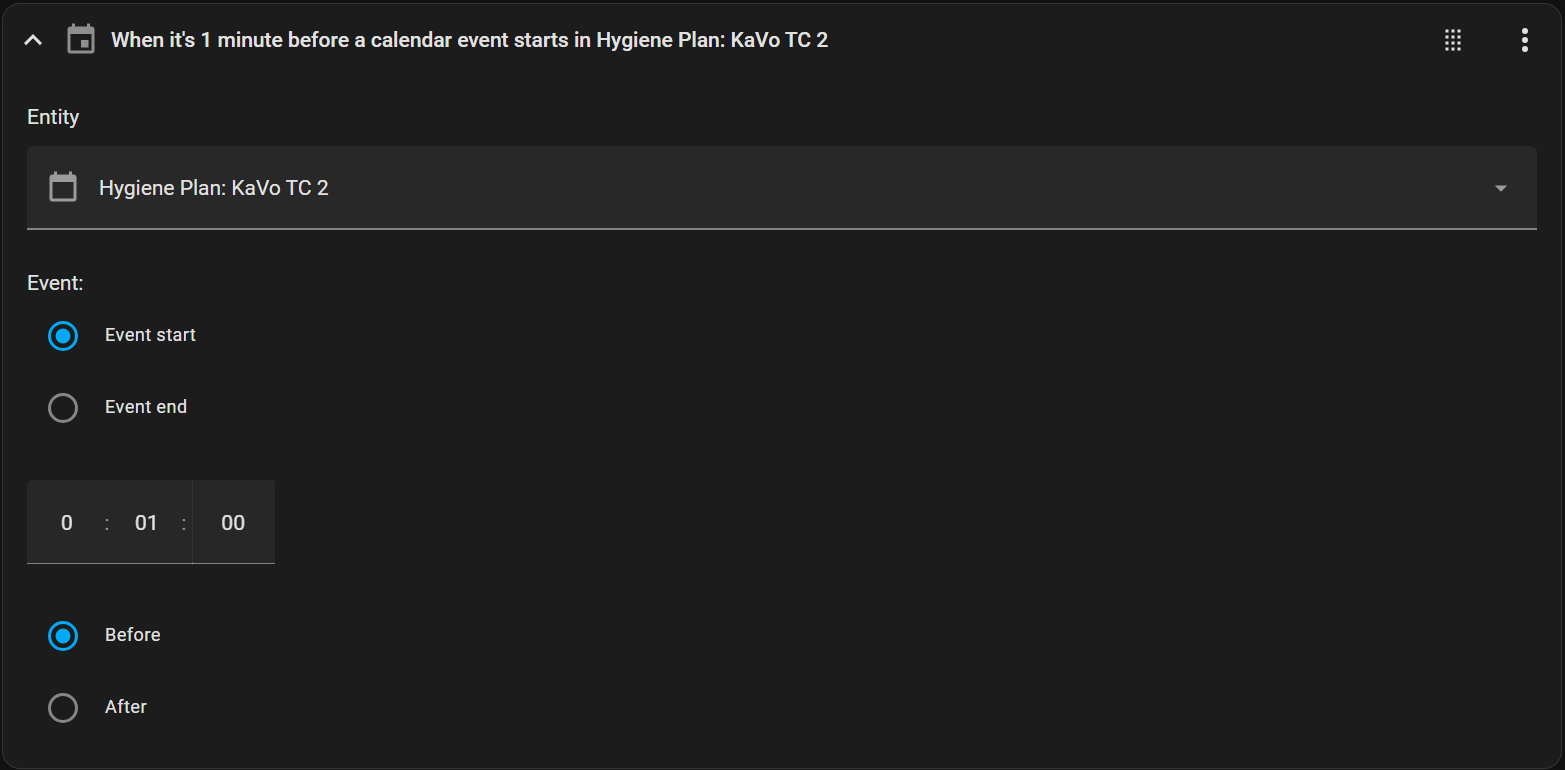 When it's 1 minute before a calendar event starts in Hygiene Plan: KaVo TC 2
Entity
Hygiene Plan: KaVo TC 2
Event:
Event start
Event end
0 : 01 : 00
Before
After